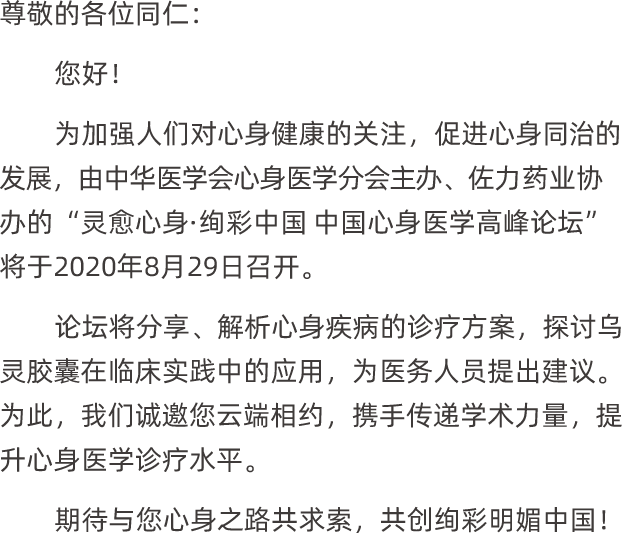 尊敬的各位同仁：
您好！
为加强人们对心身健康的关注，促进心身同治的
发展，由中华医学会心身医学分会主办、佐力药业协
办的“灵愈心身·绚彩中国 中国心身医学高峰论坛”
将于2020年8月29日召开。
论坛将分享、解析心身疾病的诊疗方案，探讨乌
灵胶囊在临床实践中的应用，为医务人员提出建议。
为此，我们诚邀您云端相约，携手传递学术力量，提
升心身医学诊疗水平。
期待与您心身之路共求索，共创绚彩明媚中国！